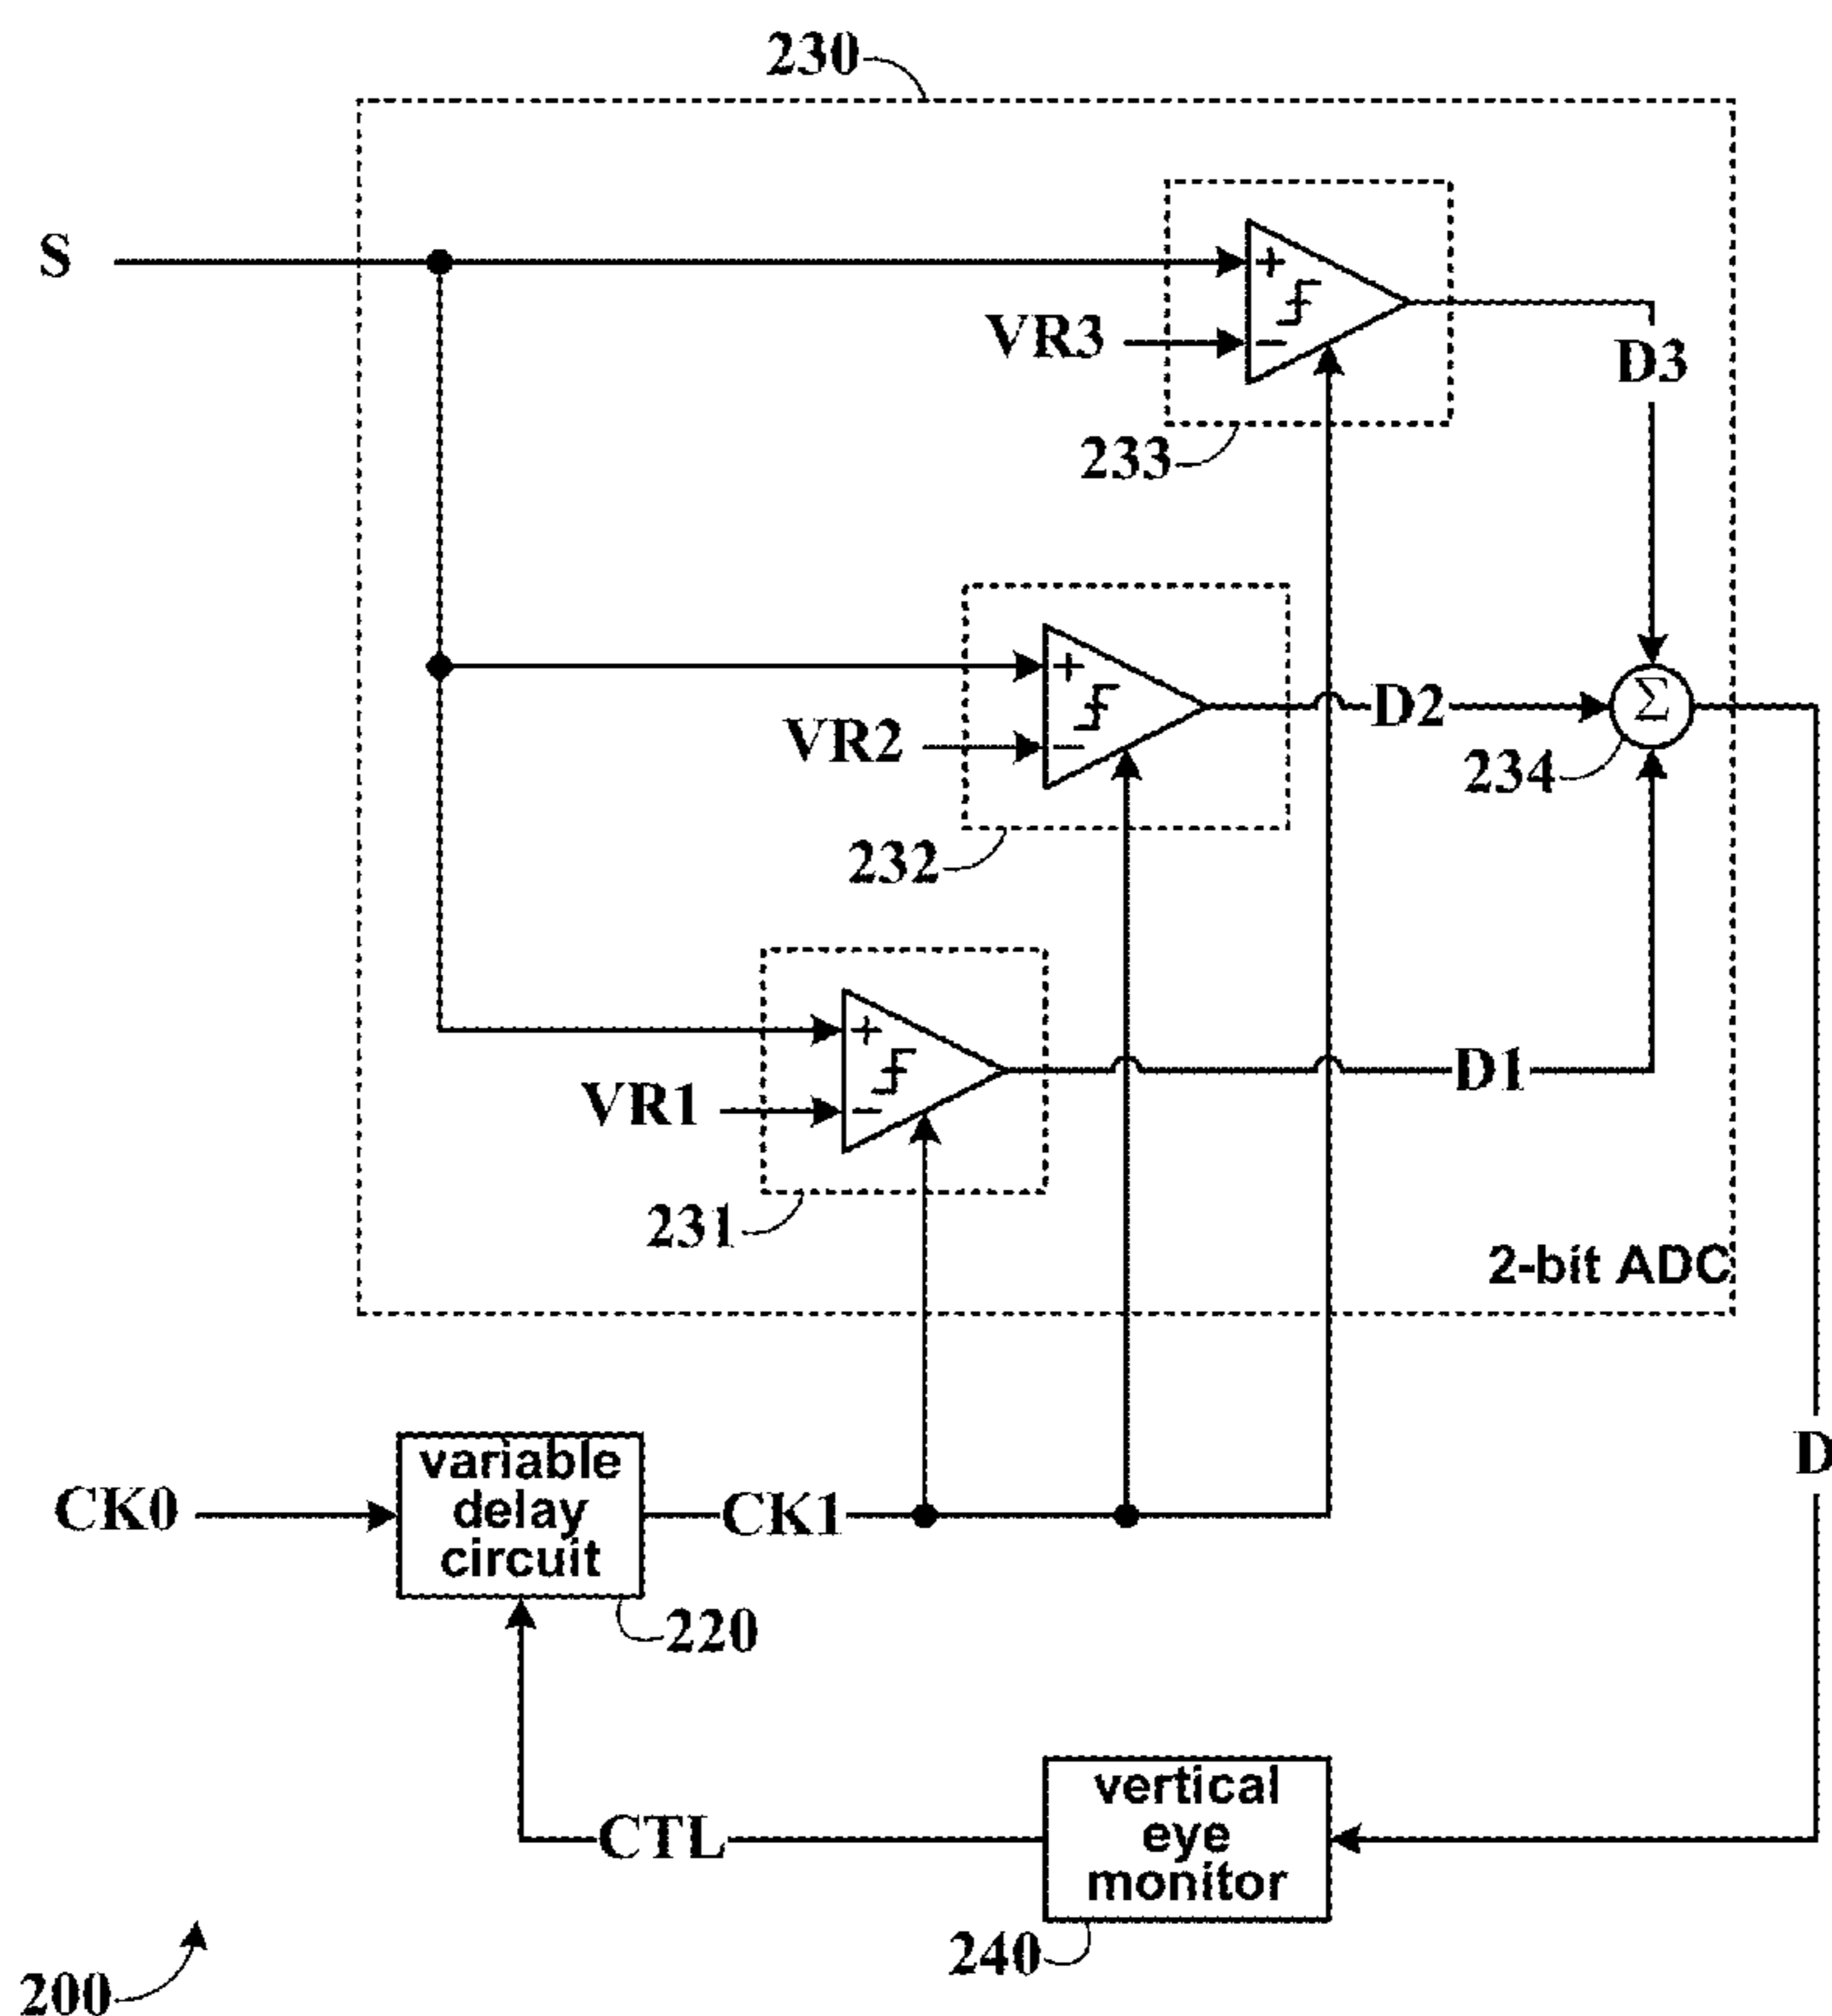 230
S
+
VR3
−
D3
233
+
D2
Σ
VR2
−
234
232
+
D1
VR1
−
231
2-bit ADC
variable
delay
circuit
D
CK0
CK1
220
vertical
eye
monitor
CTL
240
200